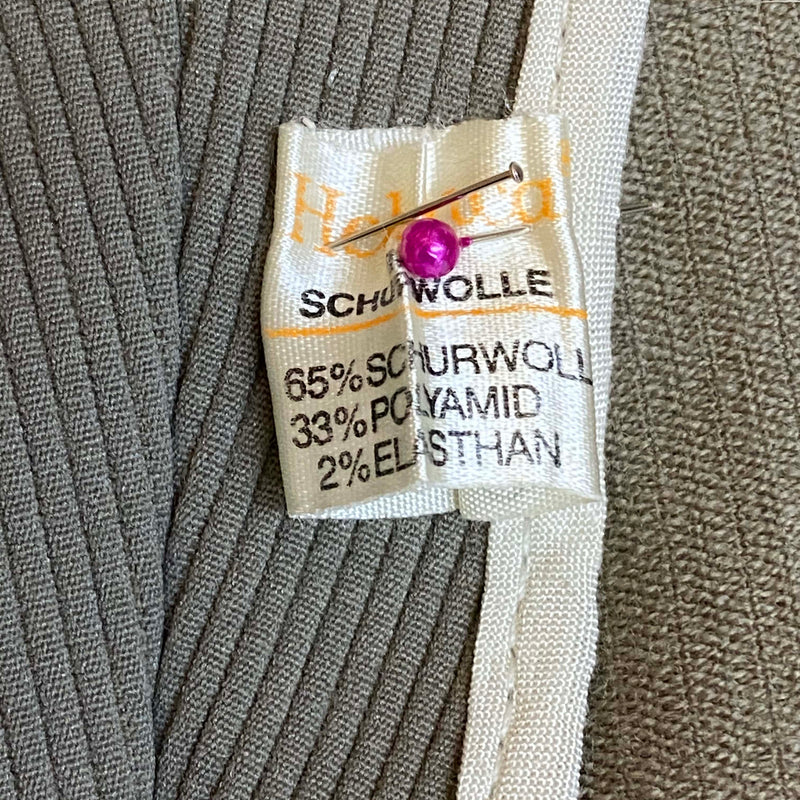 SCHURWOLLE
65% SCHURWOLL
33% POLYAMID
2% ELASTHAN